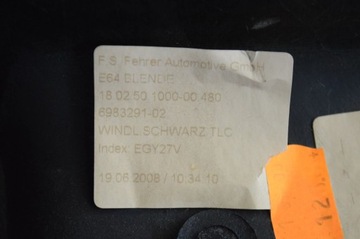 F.S. Fehrer Automotive GmbH
E64 BLENDE
18.02.50.1000-00.480
6983291-02
WINDL.SCHWARZ TLC
Index: EGY27V
19.06.2008 / 10:34:10